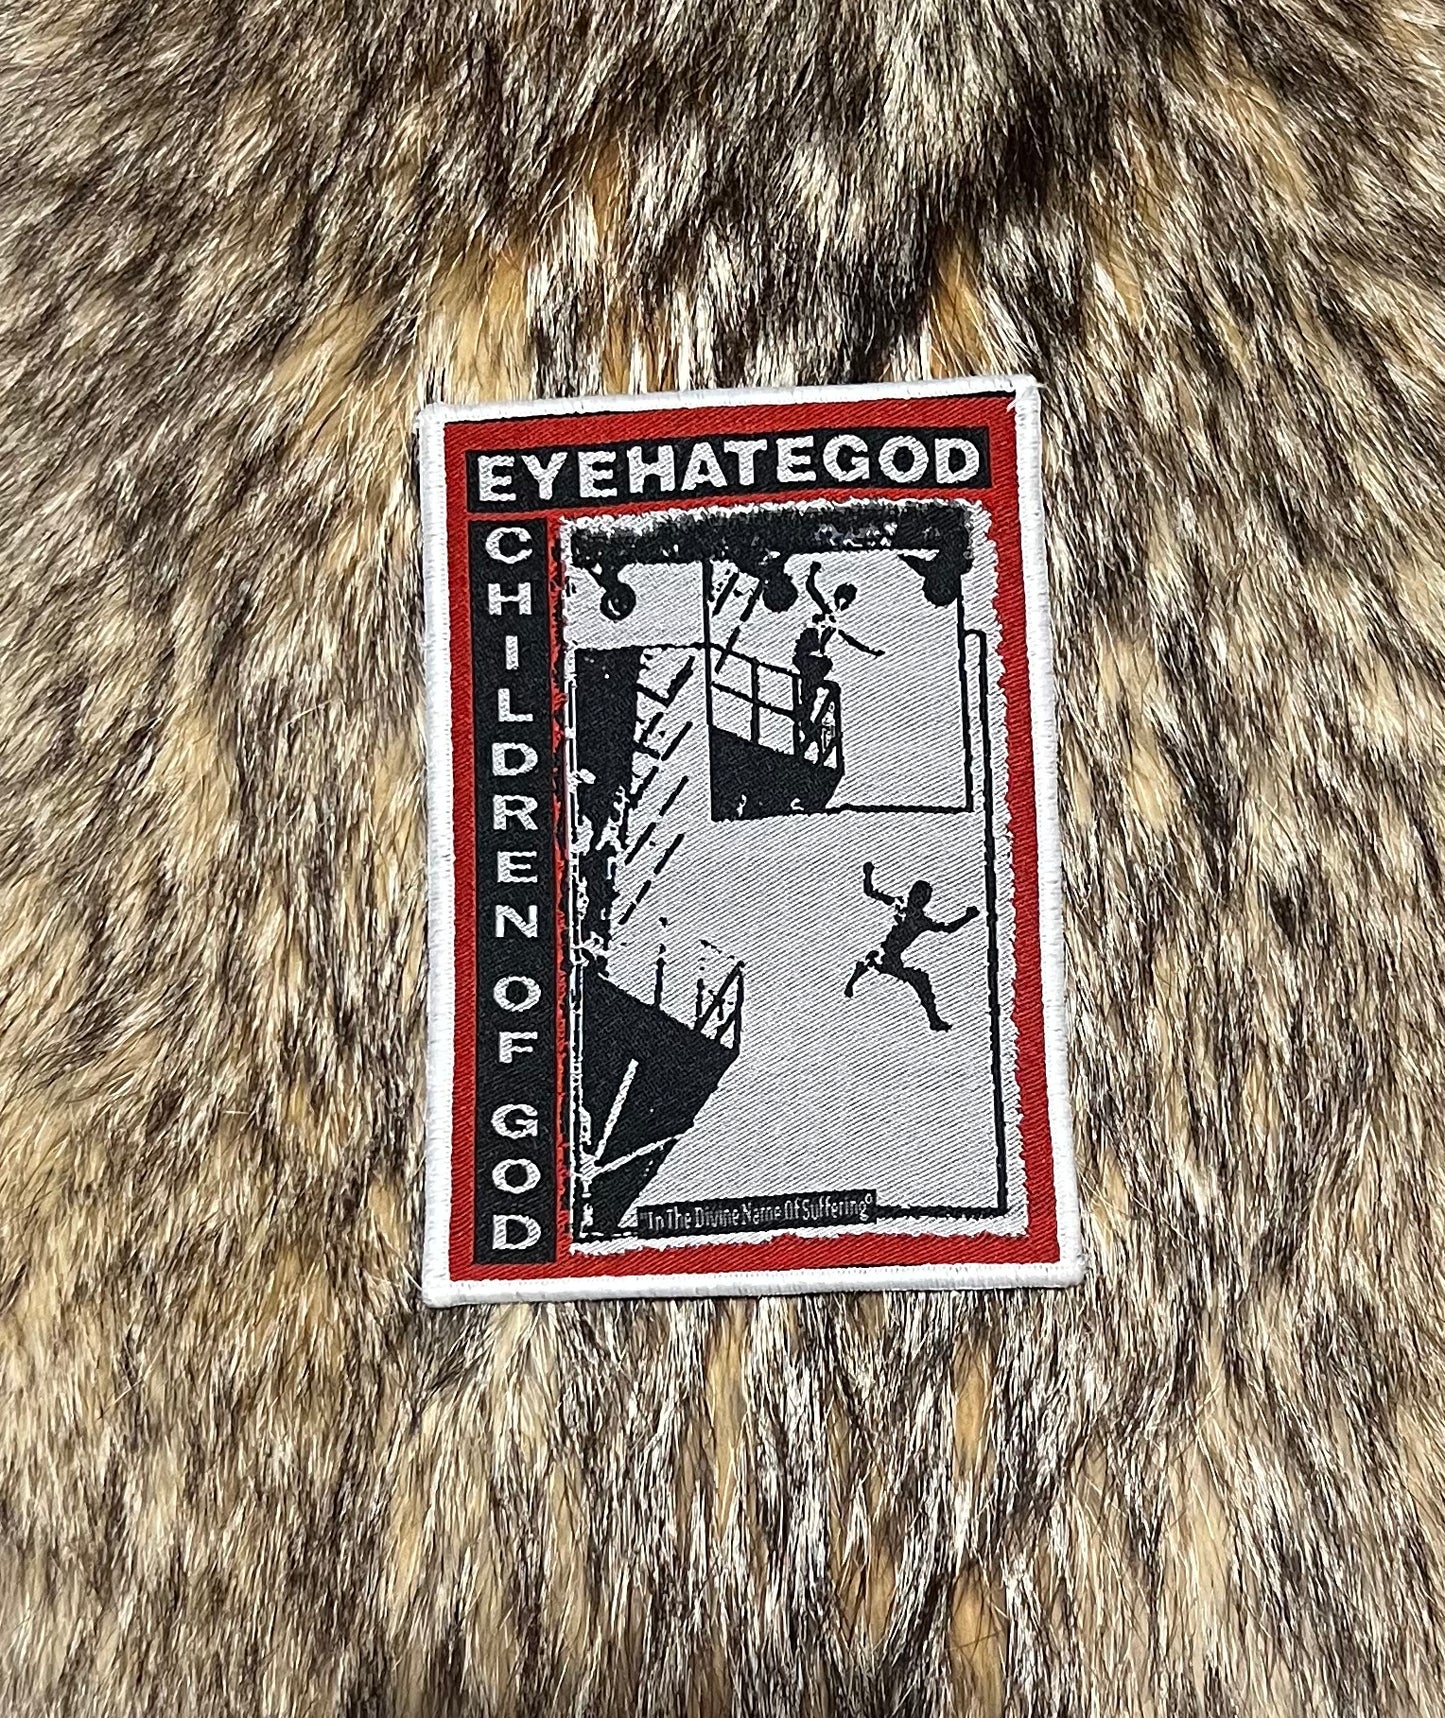 EYEHATEGOD
CHILDREN OF GOD
"In The Divine Name Of Suffering"